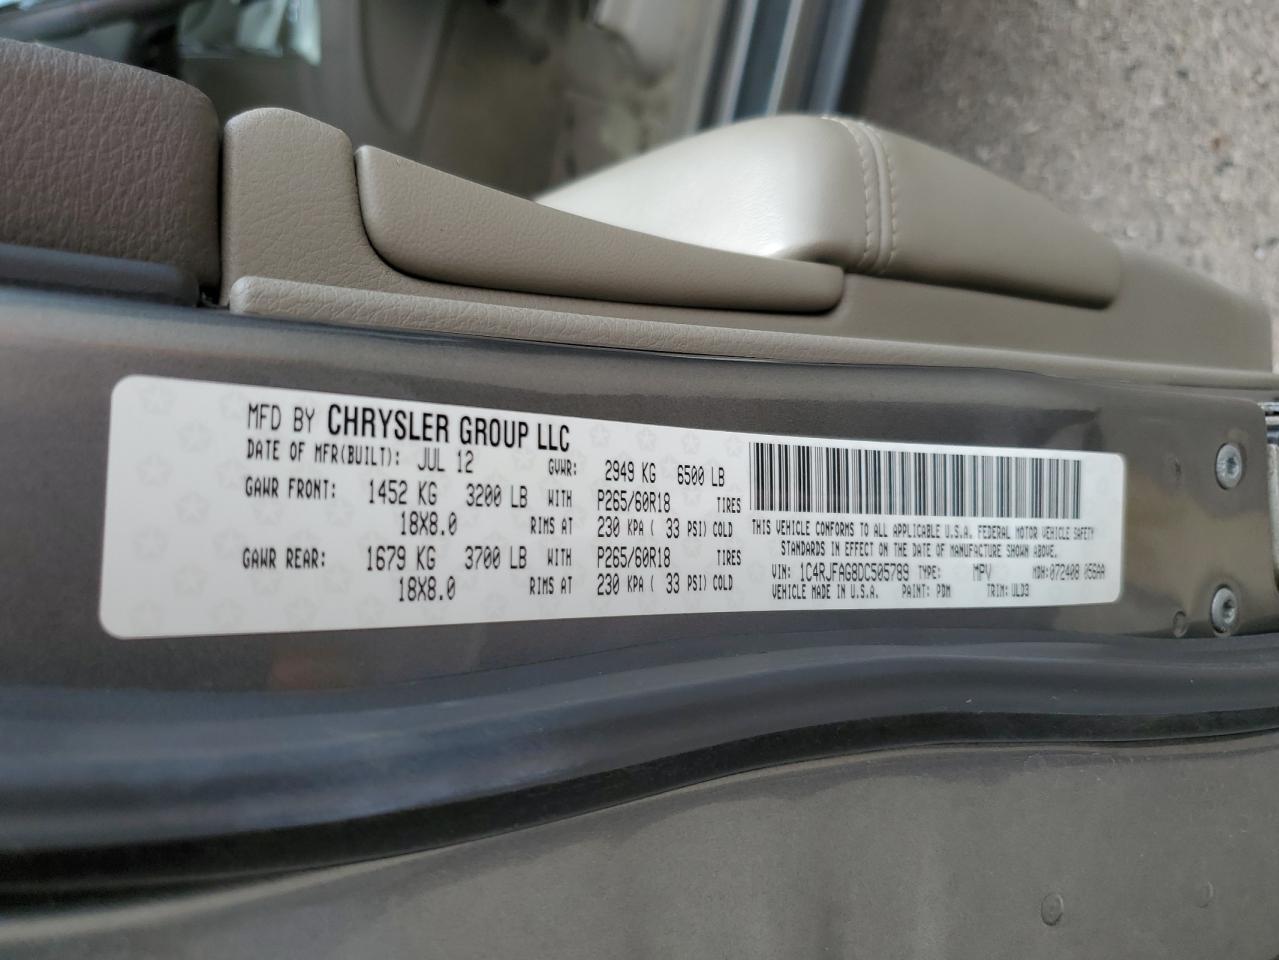 MFD BY CHRYSLER GROUP LLC
DATE OF MFR(BUILT): JUL 12 GVWR: 2949 KG 6500 LB
GAWR FRONT: 1452 KG 3200 LB WITH P265/60R18 TIRES
18X8.0 RIMS AT 230 KPA ( 33 PSI) COLD
GAWR REAR: 1679 KG 3700 LB WITH P265/60R18 TIRES
18X8.0 RIMS AT 230 KPA ( 33 PSI) COLD
THIS VEHICLE CONFORMS TO ALL APPLICABLE U.S.A. FEDERAL MOTOR VEHICLE SAFETY
STANDARDS IN EFFECT ON THE DATE OF MANUFACTURE SHOWN ABOVE.
VIN: 1C4RJFAG8DC505789 TYPE: MPV MDH:072408 056AA
VEHICLE MADE IN U.S.A. PAINT: PDM TRIM: ULD3